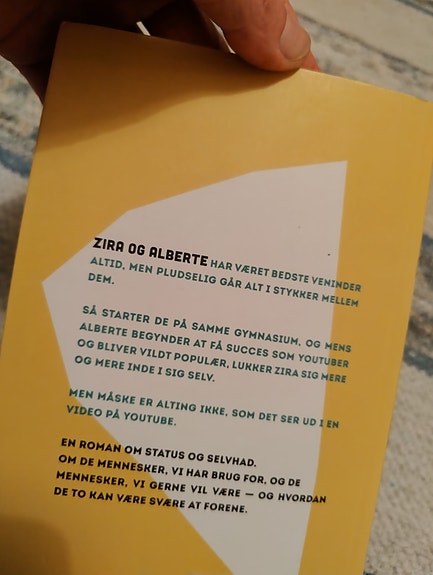 ZIRA OG ALBERTE HAR VÆRET BEDSTE VENINDER
ALTID, MEN PLUDSELIG GÅR ALT I STYKKER MELLEM
DEM.
SÅ STARTER DE PÅ SAMME GYMNASIUM, OG MENS
ALBERTE BEGYNDER AT FÅ SUCCES SOM YOUTUBER
OG BLIVER VILDT POPULÆR, LUKKER ZIRA SIG MERE
OG MERE INDE I SIG SELV.
MEN MÅSKE ER ALTING IKKE, SOM DET SER UD I EN
VIDEO PÅ YOUTUBE.
EN ROMAN OM STATUS OG SELVHAD.
OM DE MENNESKER, VI HAR BRUG FOR, OG DE
MENNESKER, VI GERNE VIL VÆRE – OG HVORDAN
DE TO KAN VÆRE SVÆRE AT FORENE.